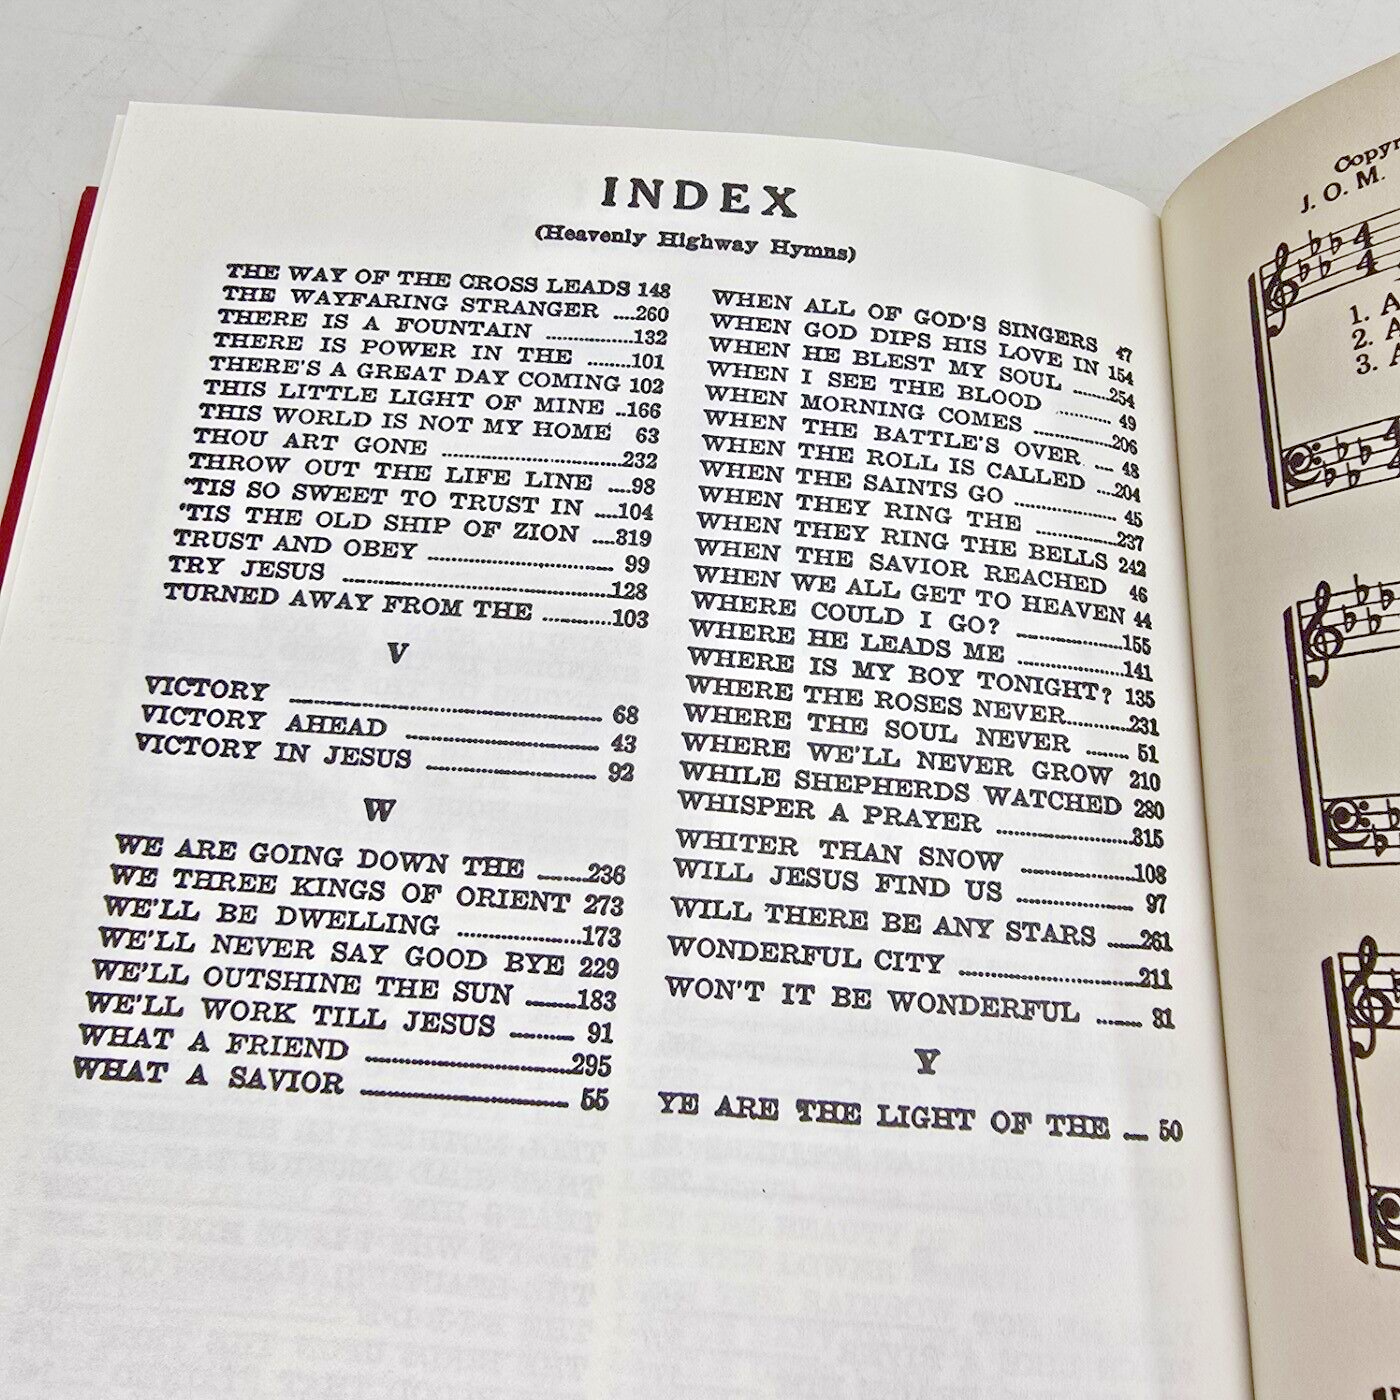 INDEX
(Heavenly Highway Hymns)
THE WAY OF THE CROSS LEADS 148
THE WAYFARING STRANGER ....260
THERE IS A FOUNTAIN ..................132
THERE IS POWER IN THE ........101
THERE'S A GREAT DAY COMING 102
THIS LITTLE LIGHT OF MINE ..166
THIS WORLD IS NOT MY HOME 63
THOU ART GONE ..............................232
THROW OUT THE LIFE LINE ....98
'TIS SO SWEET TO TRUST IN ....104
'TIS THE OLD SHIP OF ZION ....319
TRUST AND OBEY .............................. 99
TRY JESUS ............................................128
TURNED AWAY FROM THE ............103
V
VICTORY .................................................. 68
VICTORY AHEAD .............................. 43
VICTORY IN JESUS .......................... 92
W
WE ARE GOING DOWN THE ........236
WE THREE KINGS OF ORIENT 273
WE'LL BE DWELLING ....................173
WE'LL NEVER SAY GOOD BYE 229
WE'LL OUTSHINE THE SUN ........183
WE'LL WORK TILL JESUS .......... 91
WHAT A FRIEND ..............................295
WHAT A SAVIOR .............................. 55
WHEN ALL OF GOD'S SINGERS 47
WHEN GOD DIPS HIS LOVE IN 154
WHEN HE BLEST MY SOUL ........254
WHEN I SEE THE BLOOD .......... 49
WHEN MORNING COMES ..............206
WHEN THE BATTLE'S OVER .... 48
WHEN THE ROLL IS CALLED ....204
WHEN THE SAINTS GO .................. 45
WHEN THEY RING THE ..............237
WHEN THEY RING THE BELLS 242
WHEN THE SAVIOR REACHED 46
WHEN WE ALL GET TO HEAVEN 44
WHERE COULD I GO? ..................155
WHERE HE LEADS ME ..................141
WHERE IS MY BOY TONIGHT? 135
WHERE THE ROSES NEVER..........231
WHERE THE SOUL NEVER ....... 51
WHERE WE'LL NEVER GROW 210
WHILE SHEPHERDS WATCHED 280
WHISPER A PRAYER ......................315
WHITER THAN SNOW ..................108
WILL JESUS FIND US .................. 97
WILL THERE BE ANY STARS ......261
WONDERFUL CITY ..........................211
WON'T IT BE WONDERFUL ....... 31
Y
YE ARE THE LIGHT OF THE .... 50
J. O. M.
1. A
2. A
3. A